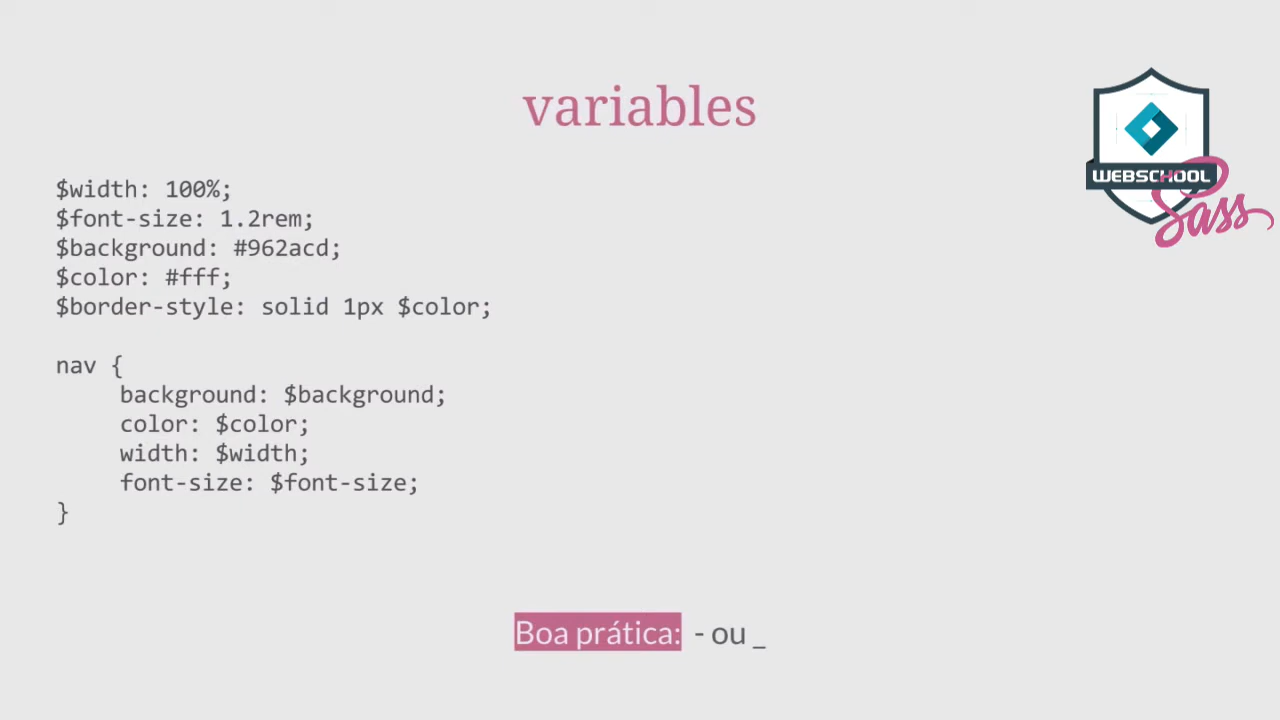 variables
WEBSCHOOL
Sass
$width: 100%;
$font-size: 1.2rem;
$background: #962acd;
$color: #fff;
$border-style: solid 1px $color;
nav {
background: $background;
color: $color;
width: $width;
font-size: $font-size;
}
Boa prática: - ou _